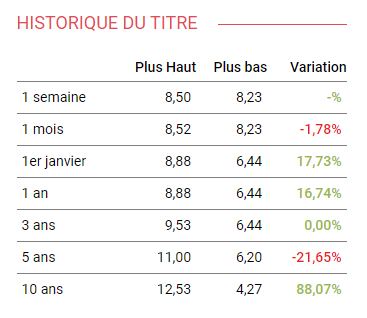 HISTORIQUE DU TITRE
Plus Haut Plus bas Variation
1 semaine 8,50 8,23 -%
1 mois 8,52 8,23 -1,78%
1er janvier 8,88 6,44 17,73%
1 an 8,88 6,44 16,74%
3 ans 9,53 6,44 0,00%
5 ans 11,00 6,20 -21,65%
10 ans 12,53 4,27 88,07%